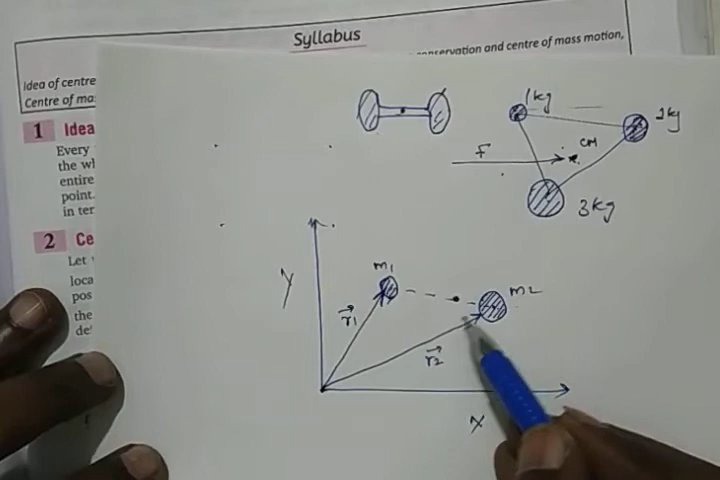 Syllabus
conservation and centre of mass motion,
Idea of centre
Centre of ma
1 Idea
Every
the wh
entire
point.
in ter
2 Ce
Let
loca
pos
the
de
1kg
2kg
CM
F
3kg
Y
m1
m2
r1
r2
X